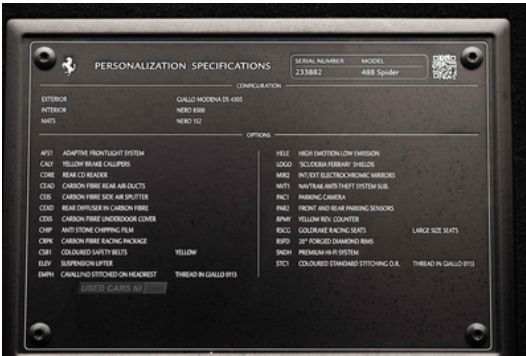 PERSONALIZATION SPECIFICATIONS
SERIAL NUMBER MODEL
233882 488 Spider
CONFIGURATION
EXTERIOR GIALLO MODENA DS 4305
INTERIOR NERO 8500
MATS NERO 152
OPTIONS
AFS1 ADAPTIVE FRONTLIGHT SYSTEM
CALY YELLOW BRAKE CALLIPERS
CDRE REAR CD READER
CEAD CARBON FIBRE REAR AIR-DUCTS
CEIS CARBON FIBRE SIDE AIR SPLITTER
CEXD REAR DIFFUSER IN CARBON FIBRE
CEXS CARBON FIBRE UNDERDOOR COVER
CHIP ANTI STONE CHIPPING FILM
CRPK CARBON FIBRE RACING PACKAGE
CSB1 COLOURED SAFETY BELTS YELLOW
ELEV SUSPENSION LIFTER
EMPH CAVALLINO STITCHED ON HEADREST THREAD IN GIALLO 0113
HELE HIGH EMOTION LOW EMISSION
LOGO 'SCUDERIA FERRARI' SHIELDS
MIR2 INT/EXT ELECTROCHROMIC MIRRORS
NVT1 NAVTRAK ANTI-THEFT SYSTEM SUB.
PAC1 PARKING CAMERA
PAR2 FRONT AND REAR PARKING SENSORS
RPMY YELLOW REV. COUNTER
RSCG GOLDRAKE RACING SEATS LARGE SIZE SEATS
RSFD 20" FORGED DIAMOND RIMS
SNDH PREMIUM HI-FI SYSTEM
STC1 COLOURED STANDARD STITCHING O.R. THREAD IN GIALLO 0113
USED CARS NI